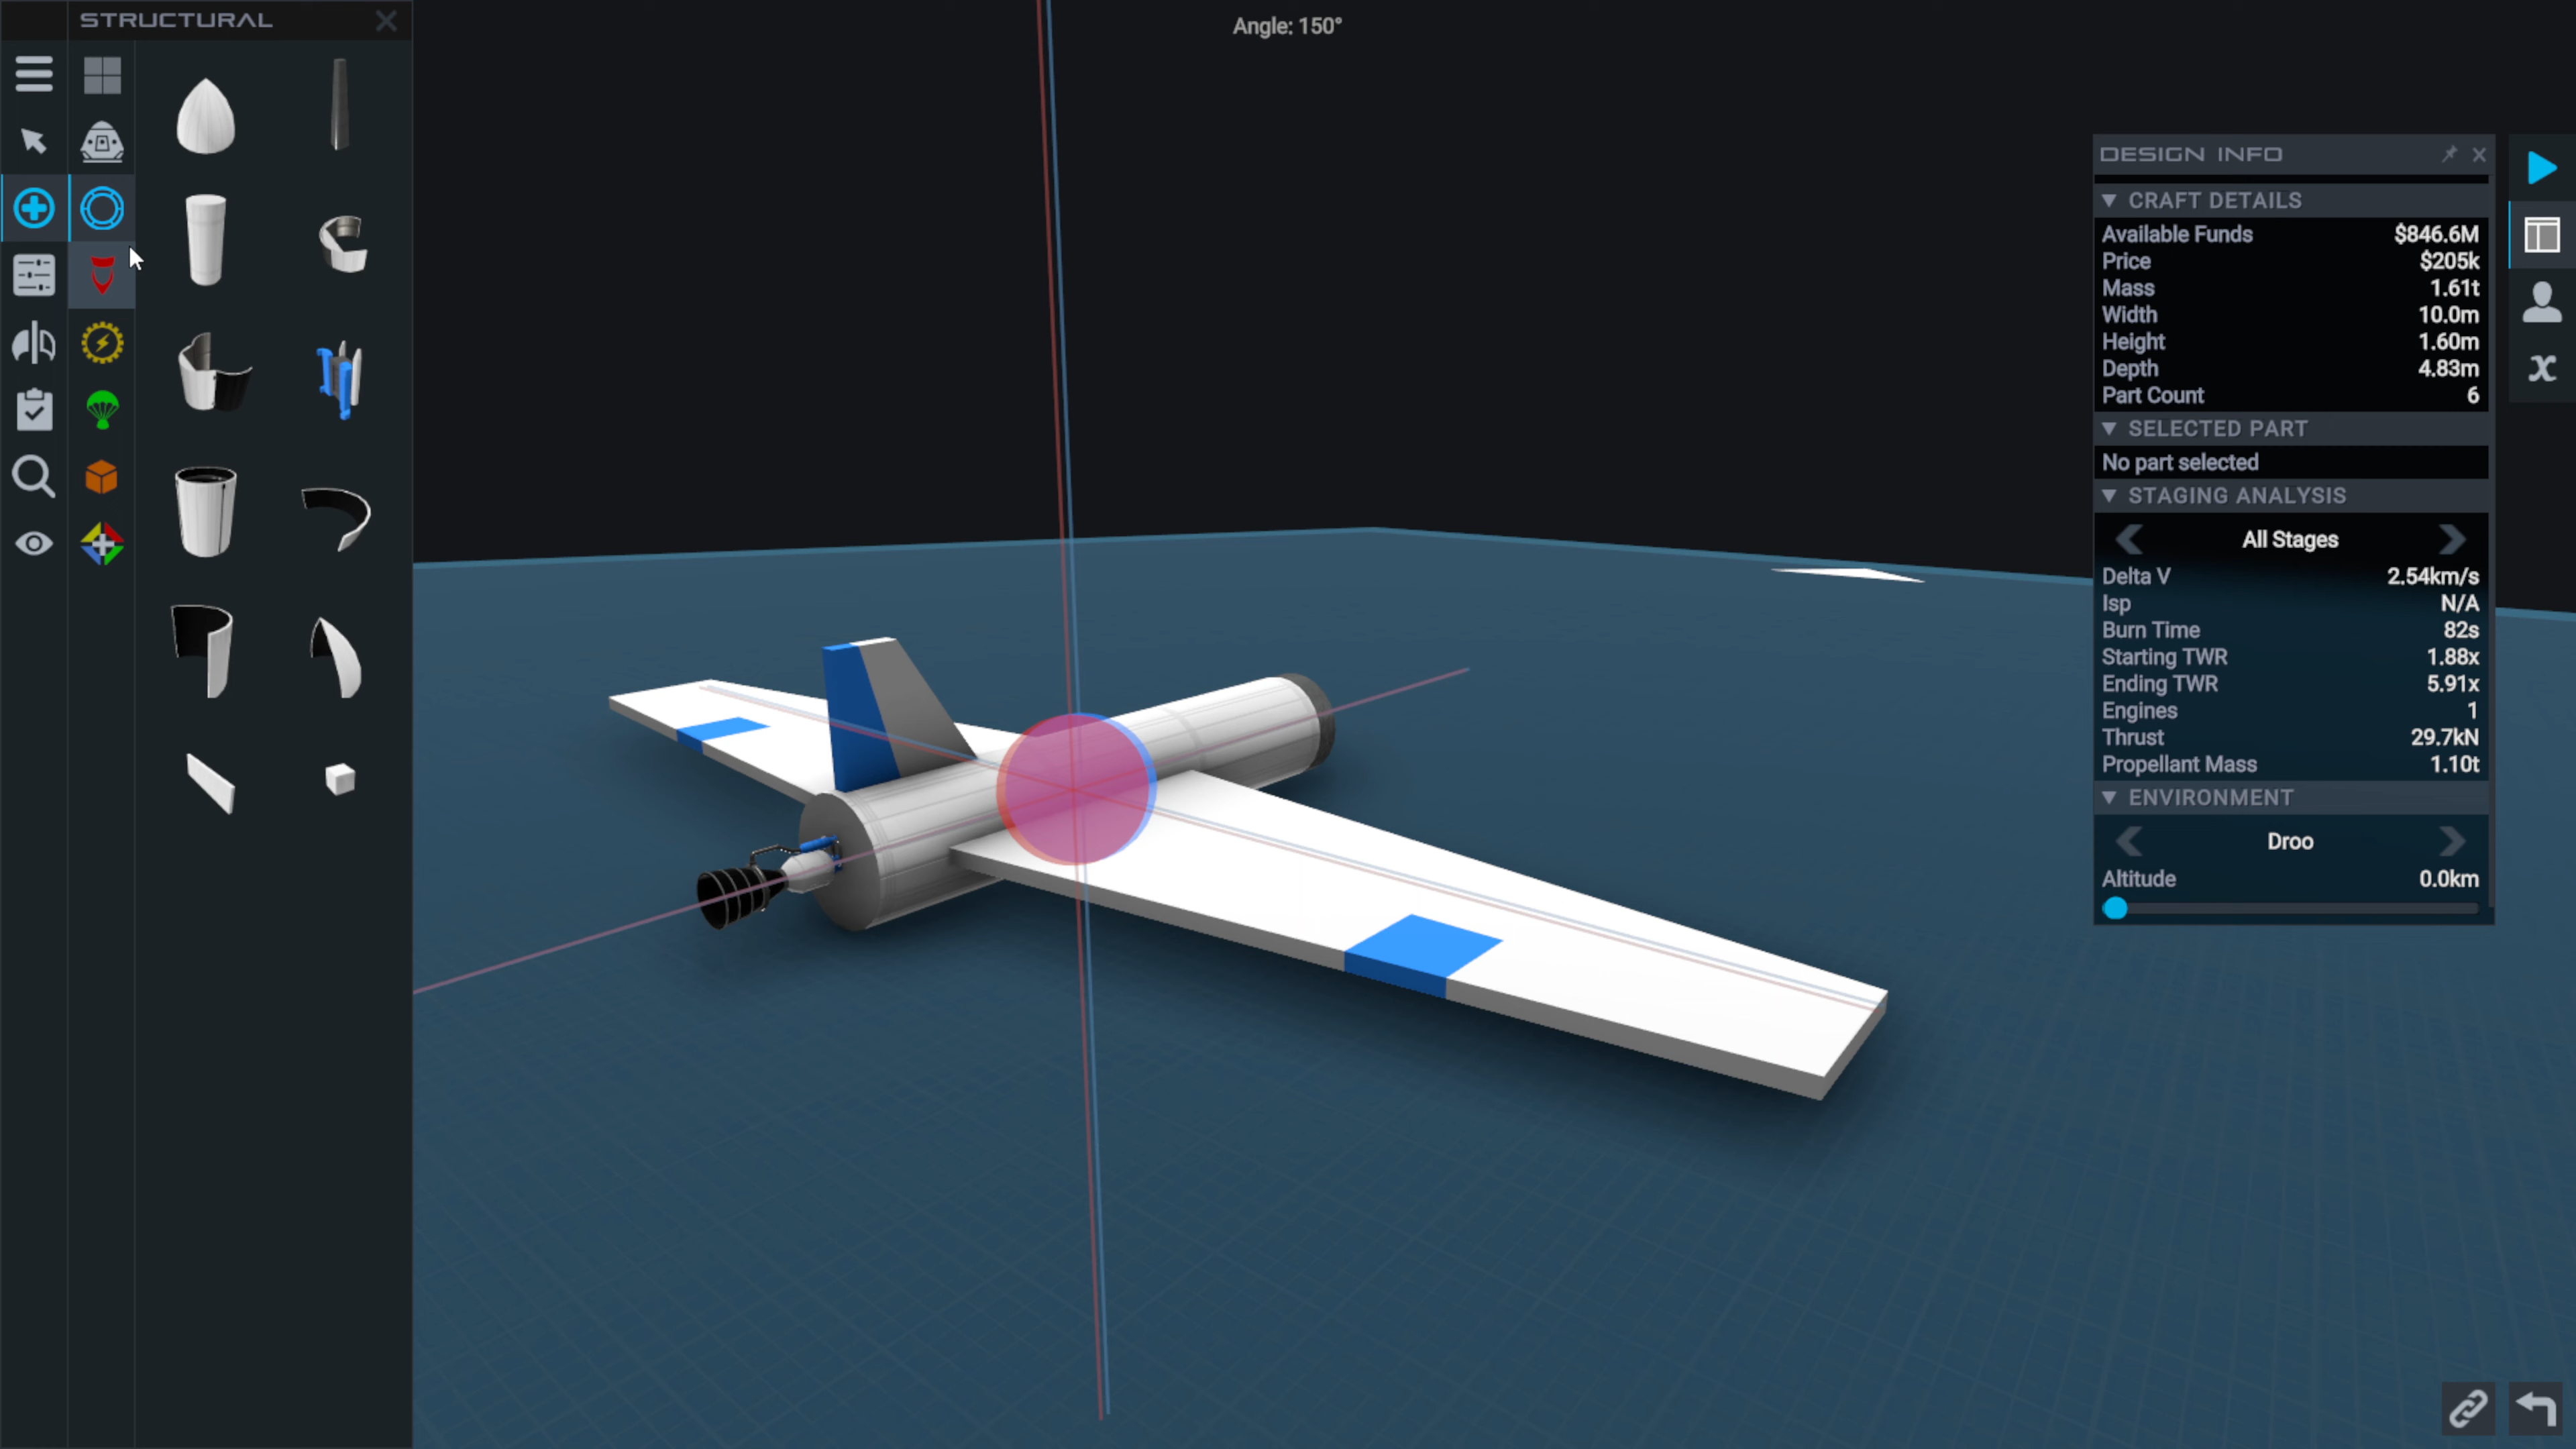 STRUCTURAL
Angle: 150°
DESIGN INFO
CRAFT DETAILS
Available Funds $846.6M
Price $205k
Mass 1.61t
Width 10.0m
Height 1.60m
Depth 4.83m
Part Count 6
SELECTED PART
No part selected
STAGING ANALYSIS
All Stages
Delta V 2.54km/s
Isp N/A
Burn Time 82s
Starting TWR 1.88x
Ending TWR 5.91x
Engines 1
Thrust 29.7kN
Propellant Mass 1.10t
ENVIRONMENT
Droo
Altitude 0.0km